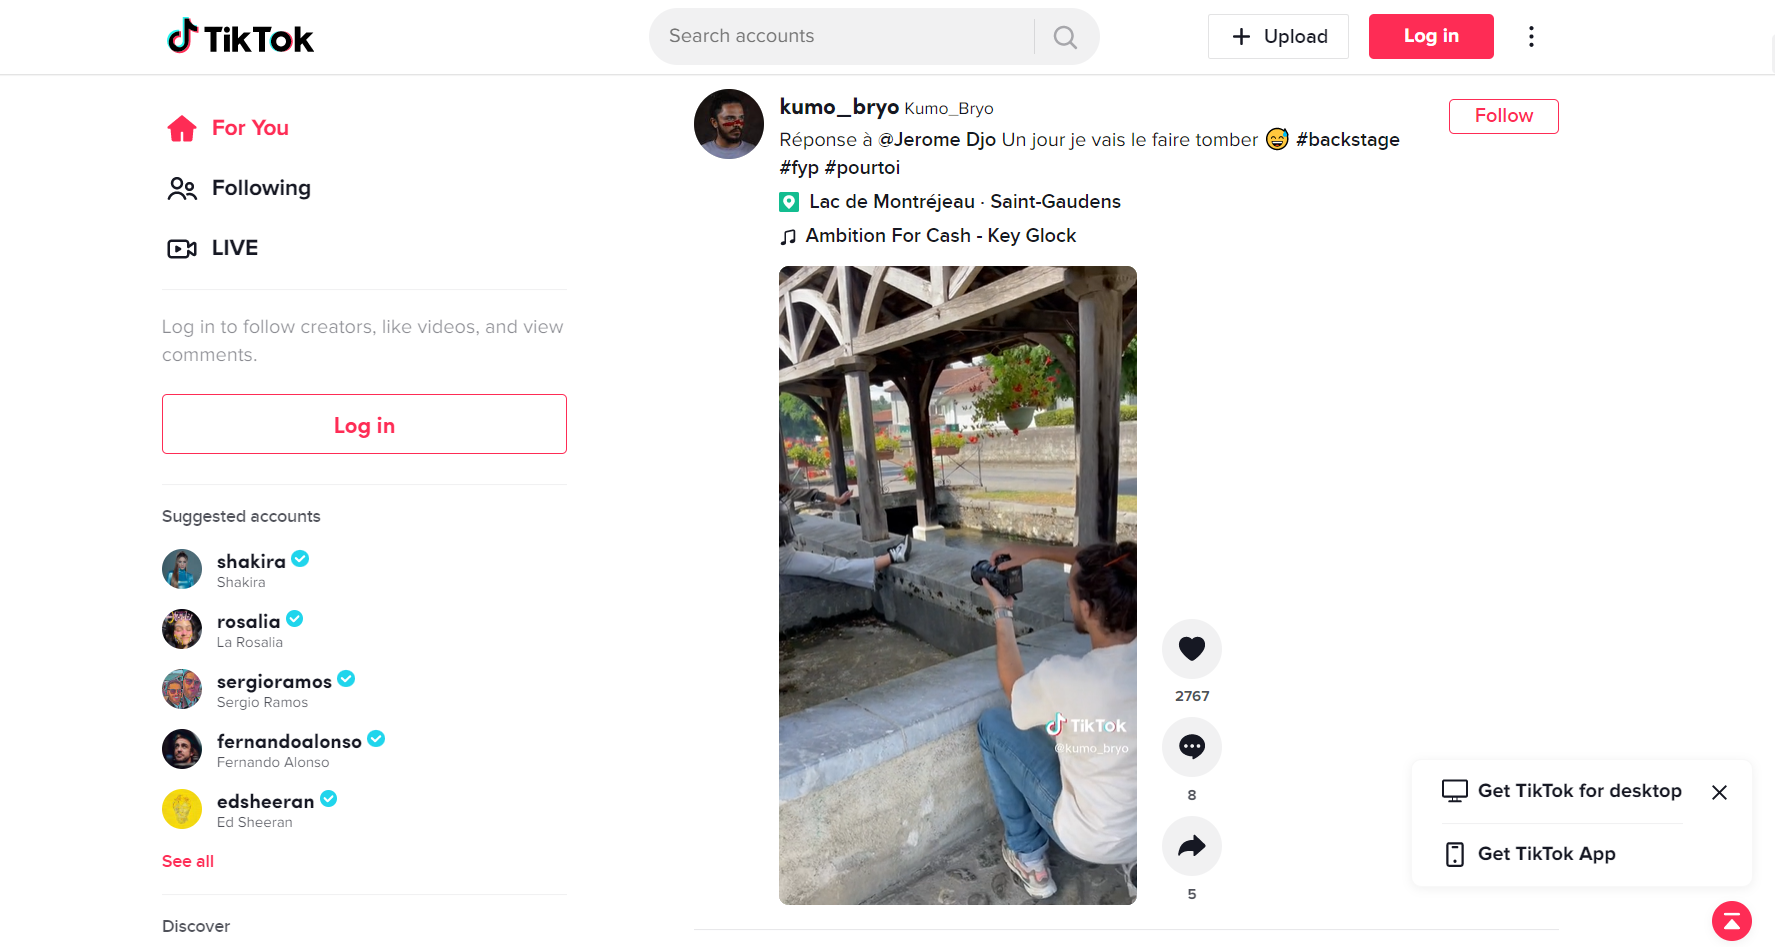 TikTok
Search accounts
Upload
Log in
For You
Following
LIVE
Log in to follow creators, like videos, and view
comments.
Log in
Suggested accounts
shakira
Shakira
rosalia
La Rosalia
sergioramos
Sergio Ramos
fernandoalonso
Fernando Alonso
edsheeran
Ed Sheeran
See all
Discover
kumo_bryo Kumo_Bryo
Follow
Réponse à @Jerome Djo Un jour je vais le faire tomber 😅 #backstage
#fyp #pourtoi
Lac de Montréjeau · Saint-Gaudens
Ambition For Cash - Key Glock
TikTok
@kumo_bryo
2767
8
5
Get TikTok for desktop
Get TikTok App